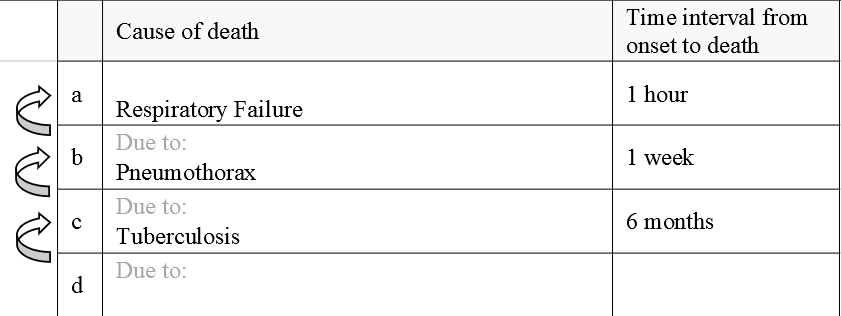 Cause of death
Time interval from
onset to death
a
Respiratory Failure
1 hour
b
Due to:
Pneumothorax
1 week
c
Due to:
Tuberculosis
6 months
d
Due to: